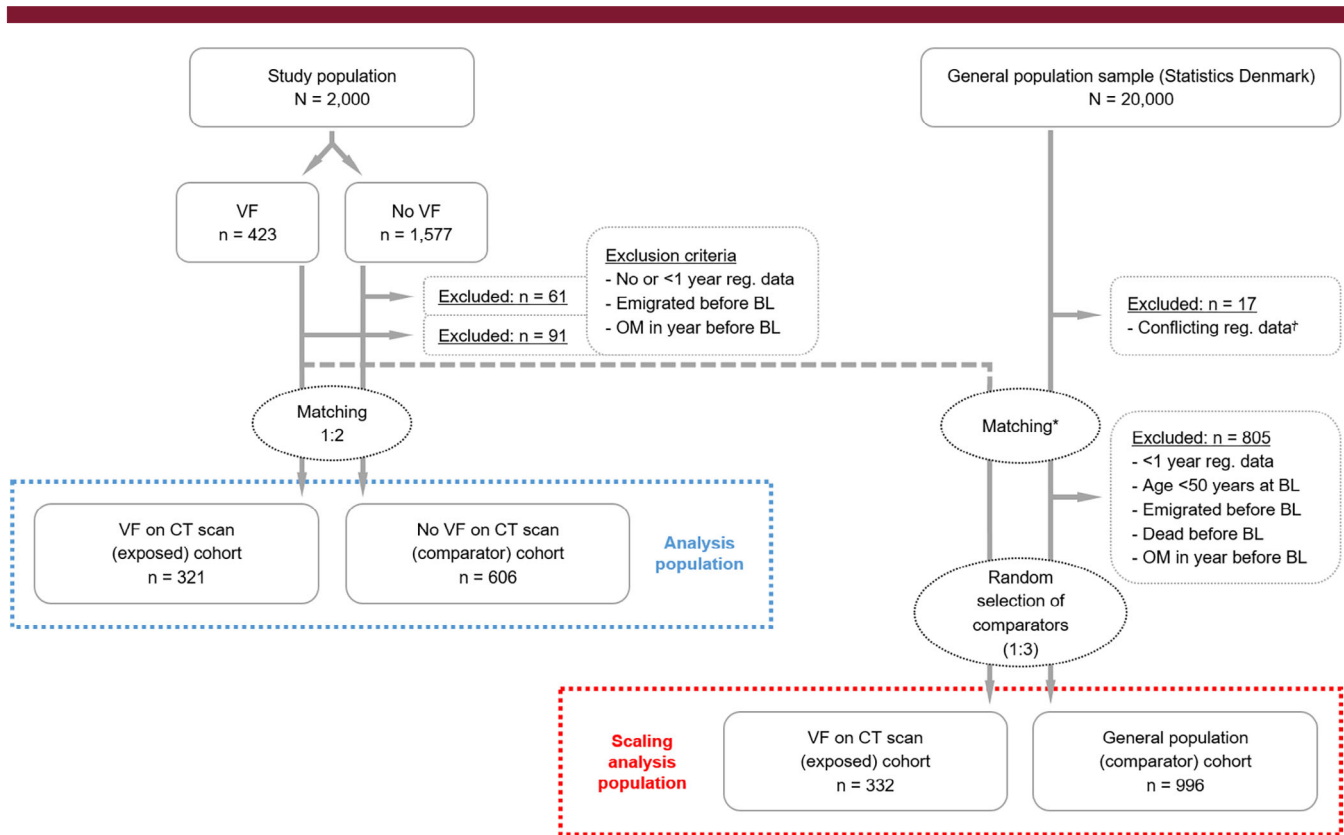 Study population
N = 2,000
General population sample (Statistics Denmark)
N = 20,000
VF
n = 423
No VF
n = 1,577
Exclusion criteria
- No or <1 year reg. data
- Emigrated before BL
- OM in year before BL
Excluded: n = 61
Excluded: n = 91
Excluded: n = 17
- Conflicting reg. data†
Matching
1:2
Matching*
Excluded: n = 805
- <1 year reg. data
- Age <50 years at BL
- Emigrated before BL
- Dead before BL
- OM in year before BL
VF on CT scan
(exposed) cohort
n = 321
No VF on CT scan
(comparator) cohort
n = 606
Analysis
population
Random
selection of
comparators
(1:3)
Scaling
analysis
population
VF on CT scan
(exposed) cohort
n = 332
General population
(comparator) cohort
n = 996